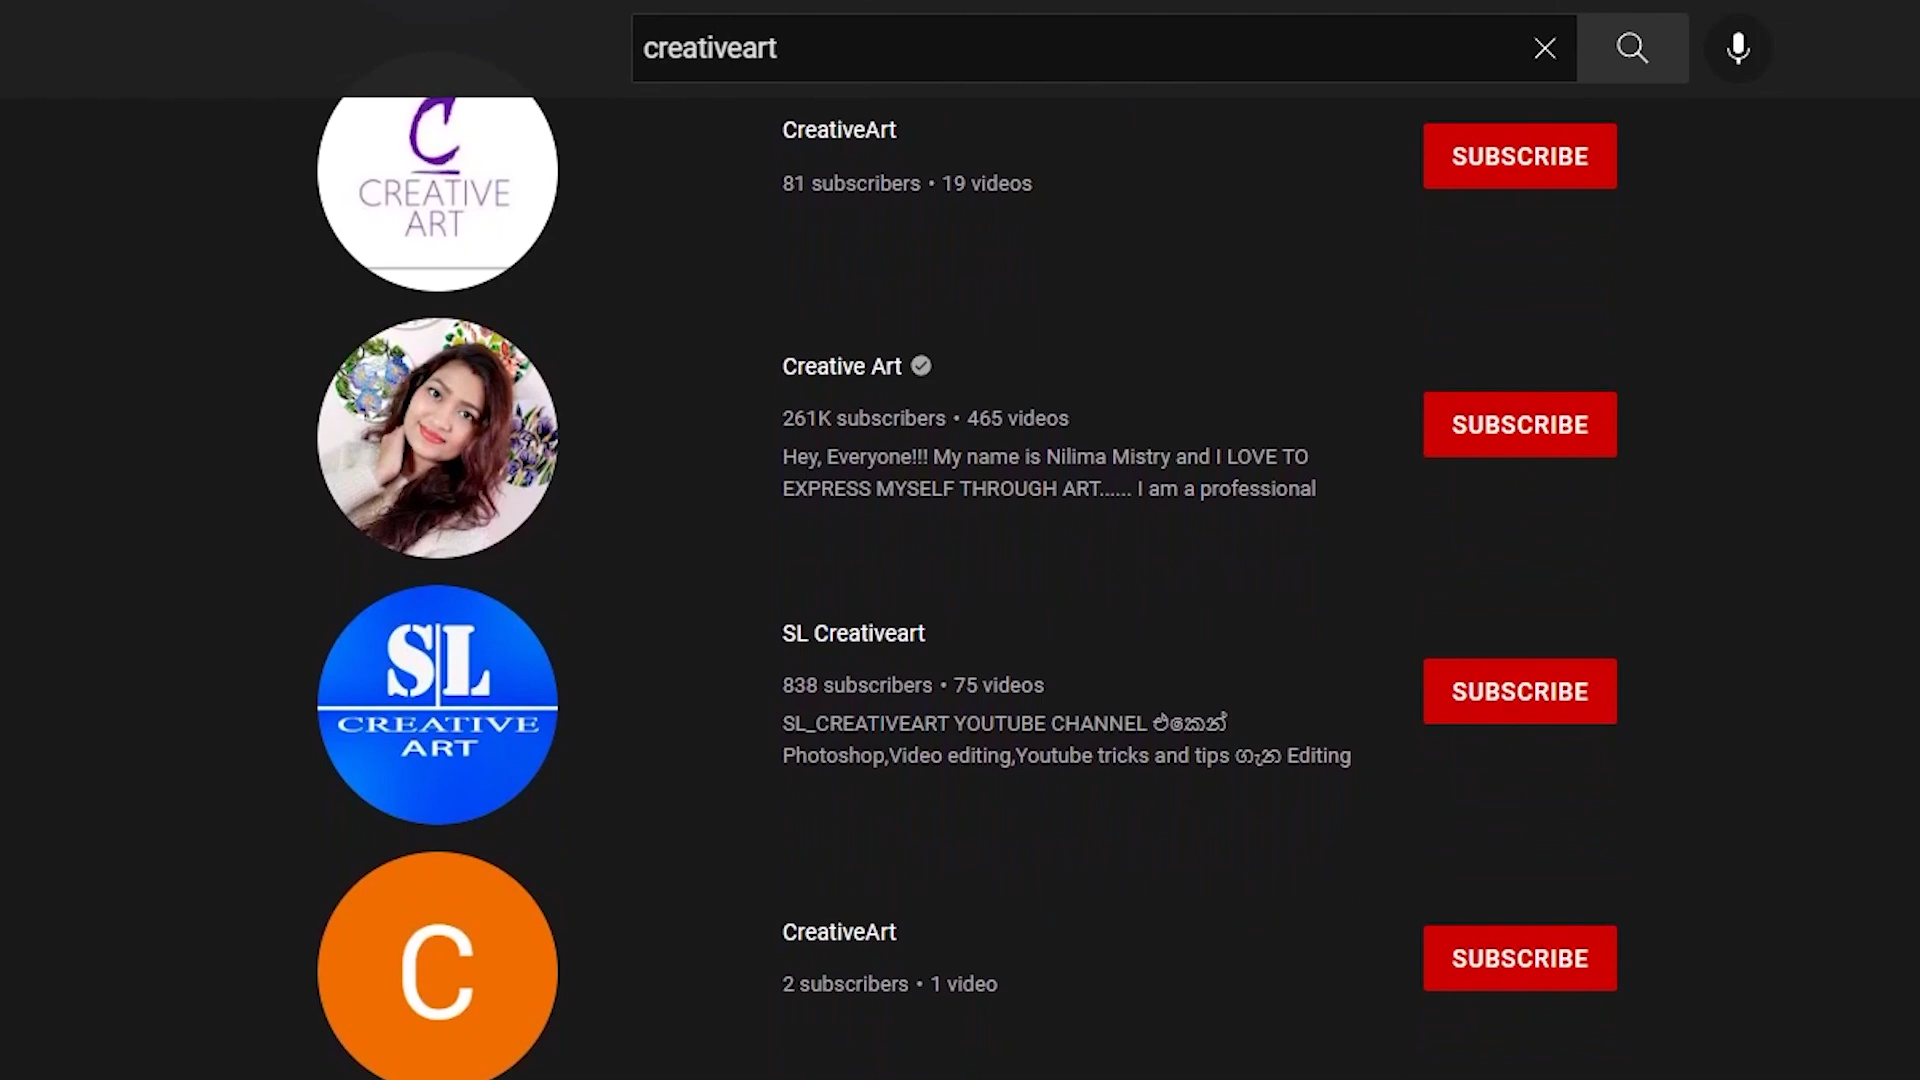 creativeart
C
CREATIVE
ART
CreativeArt
81 subscribers • 19 videos
SUBSCRIBE
Creative Art
261K subscribers • 465 videos
Hey, Everyone!!! My name is Nilima Mistry and I LOVE TO
EXPRESS MYSELF THROUGH ART...... I am a professional
SUBSCRIBE
SL
CREATIVE
ART
SL Creativeart
838 subscribers • 75 videos
SL_CREATIVEART YOUTUBE CHANNEL එකෙන්
Photoshop,Video editing,Youtube tricks and tips ගැන Editing
SUBSCRIBE
C
CreativeArt
2 subscribers • 1 video
SUBSCRIBE